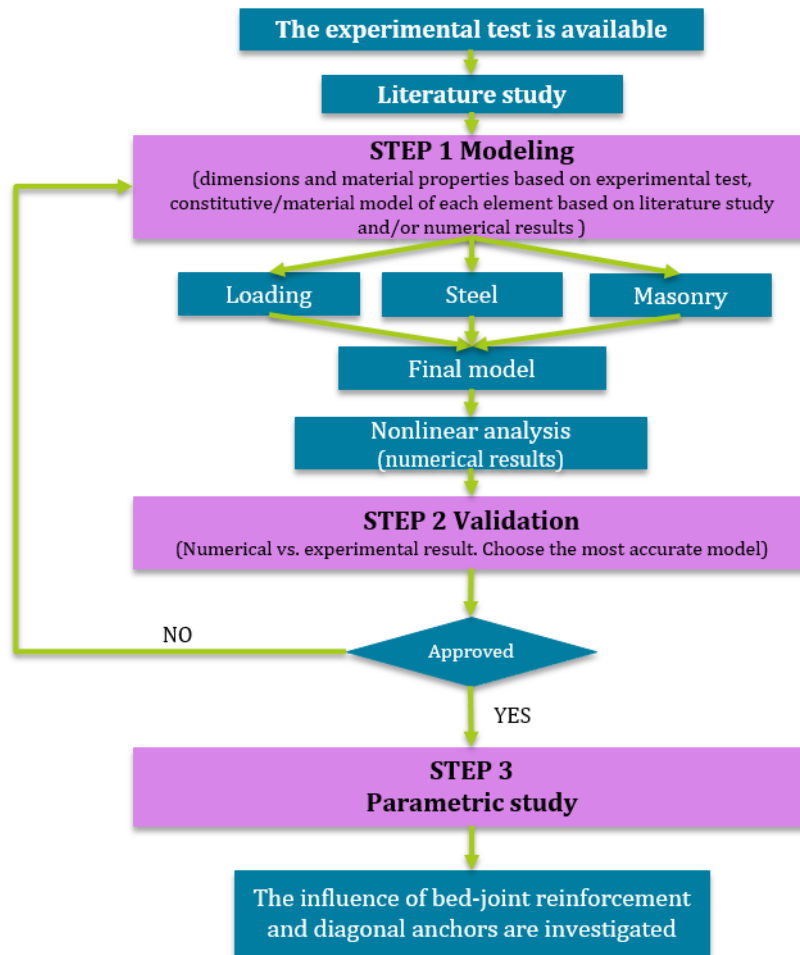 The experimental test is available
Literature study
STEP 1 Modeling
(dimensions and material properties based on experimental test,
constitutive/material model of each element based on literature study
and/or numerical results )
Loading
Steel
Masonry
Final model
Nonlinear analysis
(numerical results)
STEP 2 Validation
(Numerical vs. experimental result. Choose the most accurate model)
NO
Approved
YES
STEP 3
Parametric study
The influence of bed-joint reinforcement
and diagonal anchors are investigated